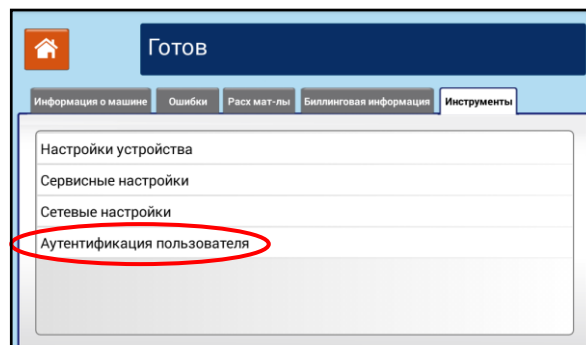 Готов
Информация о машине Ошибки Расх мат-лы Биллинговая информация Инструменты
Настройки устройства
Сервисные настройки
Сетевые настройки
Аутентификация пользователя